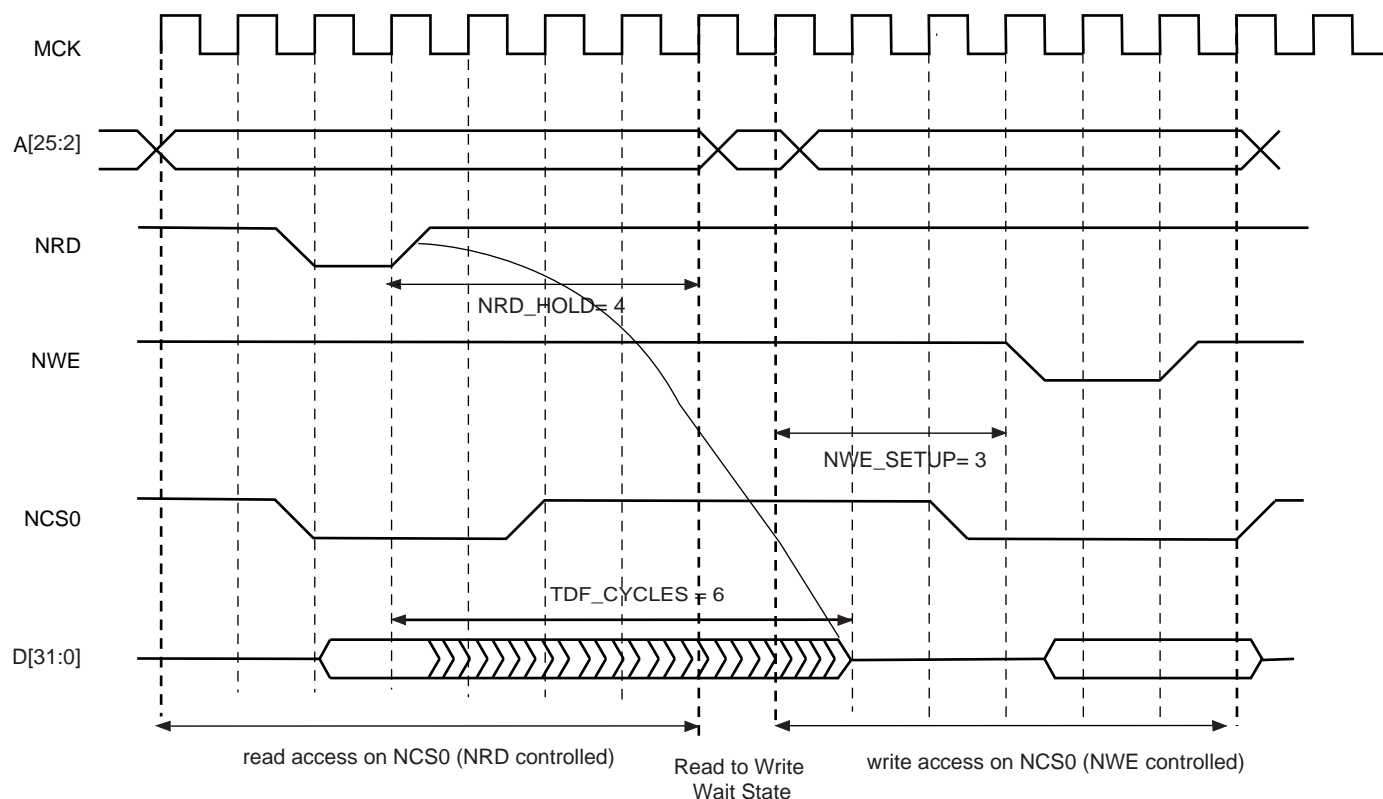 MCK
A[25:2]
NRD
NRD_HOLD= 4
NWE
NWE_SETUP= 3
NCS0
TDF_CYCLES = 6
D[31:0]
read access on NCS0 (NRD controlled)
Read to Write
Wait State
write access on NCS0 (NWE controlled)